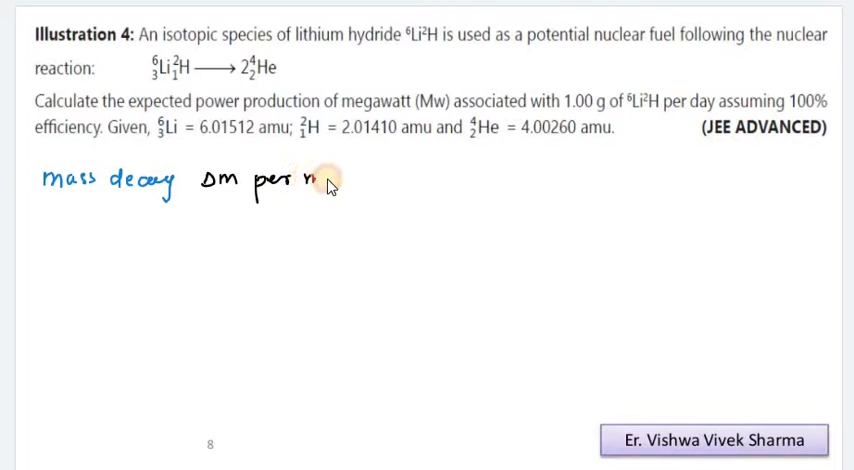 Illustration 4: An isotopic species of lithium hydride ⁶Li²H is used as a potential nuclear fuel following the nuclear
reaction: ⁶₃Li²₁H ⟶ 2⁴₂He
Calculate the expected power production of megawatt (Mw) associated with 1.00 g of ⁶Li²H per day assuming 100%
efficiency. Given, ⁶₃Li = 6.01512 amu; ²₁H = 2.01410 amu and ⁴₂He = 4.00260 amu. (JEE ADVANCED)
mass decay Δm per
8
Er. Vishwa Vivek Sharma